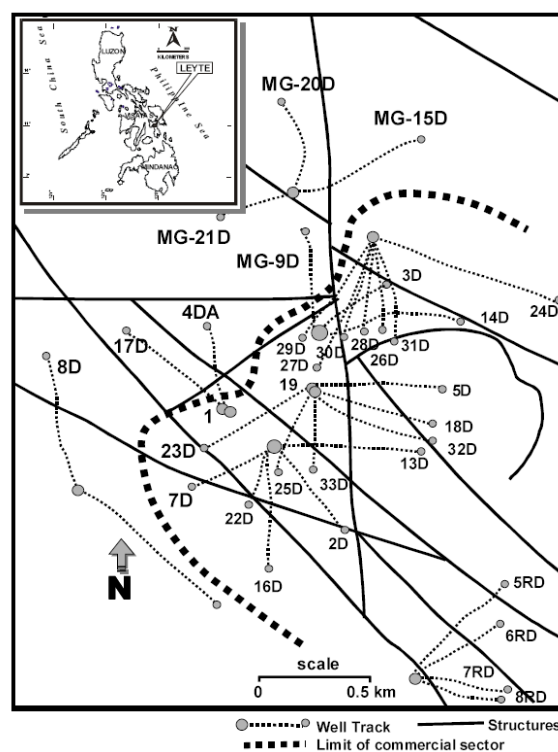 LUZON
N
KILOMETERS
LEYTE
South China Sea
Philippine Sea
VISAYAS
MINDANAO
MG-20D
MG-15D
MG-21D
MG-9D
3D
24D
4DA
14D
17D
29D
30D
28D
31D
26D
8D
27D
19
5D
1
18D
23D
32D
13D
25D
33D
7D
22D
2D
N
16D
5RD
6RD
scale
7RD
0
0.5 km
8RD
Well Track
Structures
Limit of commercial sector